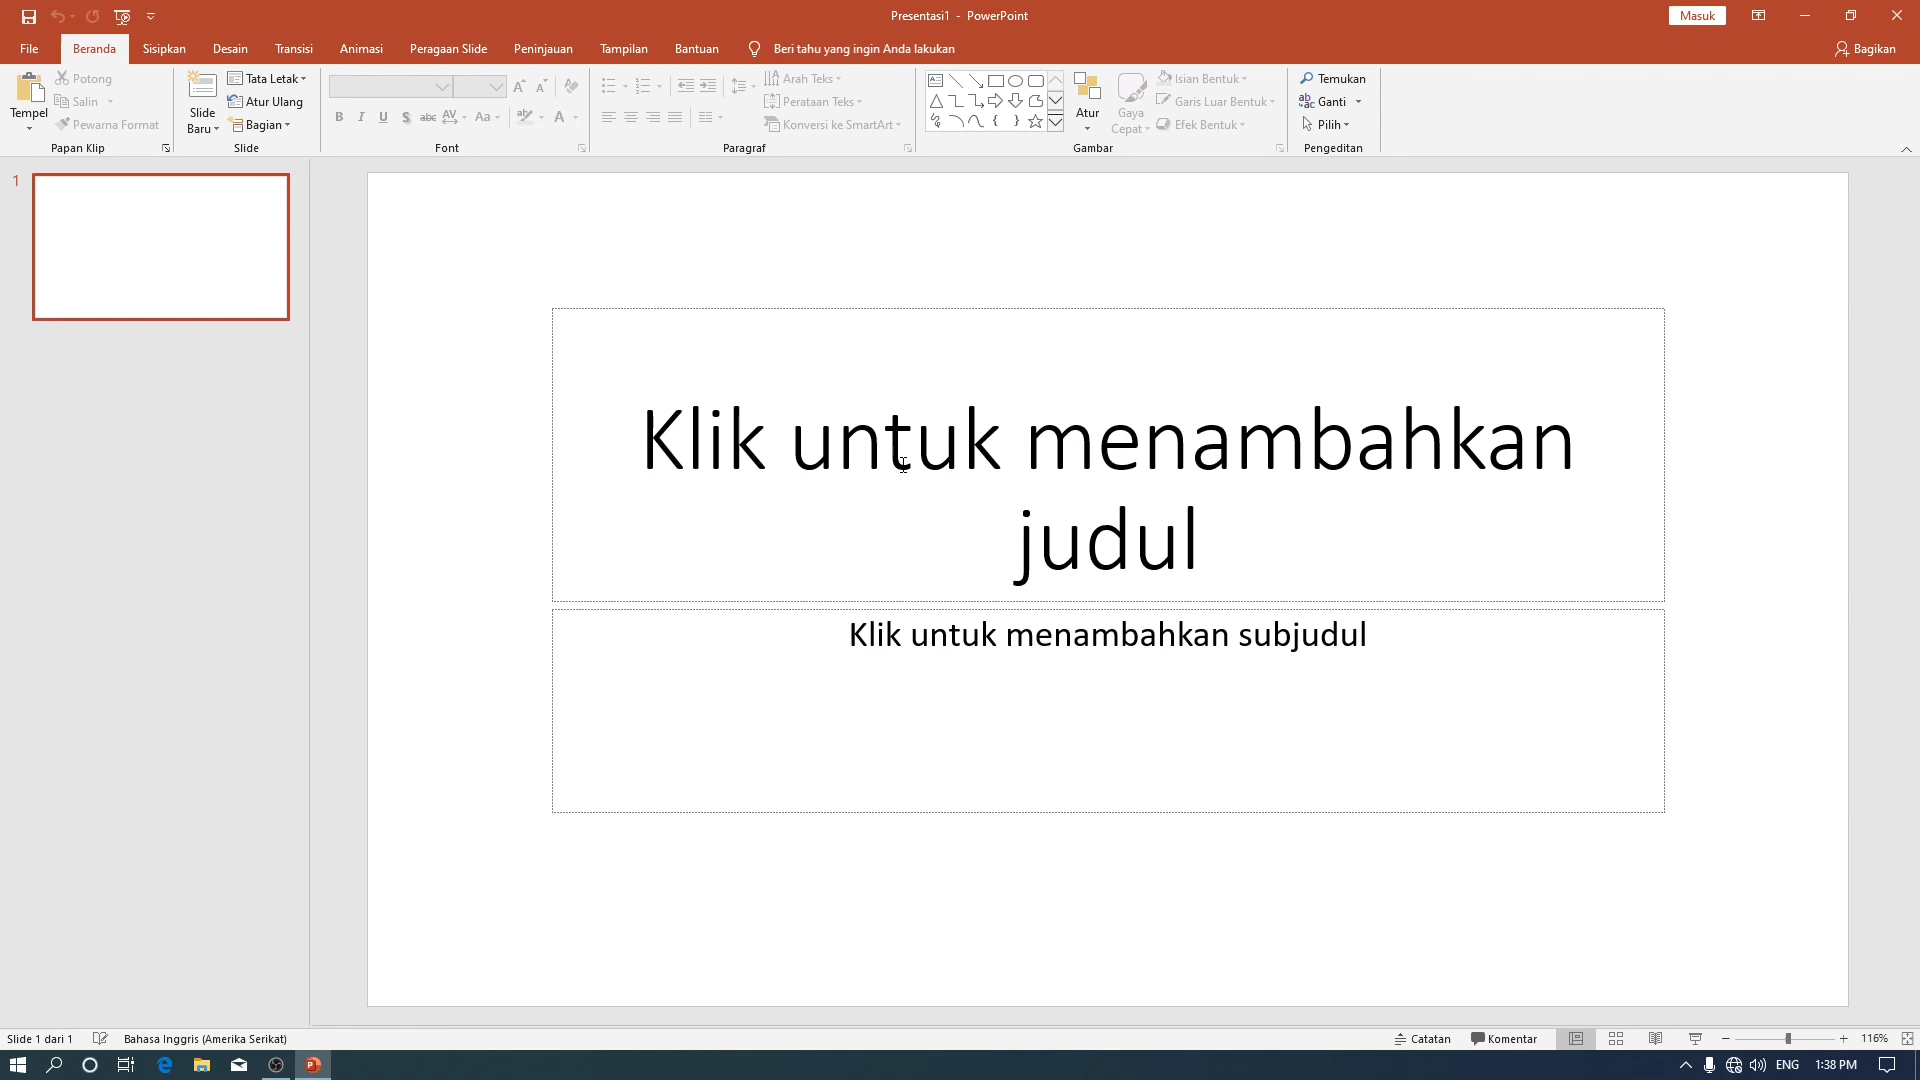 Presentasi1 - PowerPoint
Masuk
File Beranda Sisipkan Desain Transisi Animasi Peragaan Slide Peninjauan Tampilan Bantuan Beri tahu yang ingin Anda lakukan Bagikan
Tempel
Potong
Salin
Pewarna Format
Papan Klip
Slide
Baru
Tata Letak
Atur Ulang
Bagian
Slide
B I U S abc AV Aa A
Font
Arah Teks
Perataan Teks
Konversi ke SmartArt
Paragraf
Atur
Gaya
Cepat
Isian Bentuk
Garis Luar Bentuk
Efek Bentuk
Gambar
Temukan
Ganti
Pilih
Pengeditan
1
Klik untuk menambahkan
judul
Klik untuk menambahkan subjudul
Slide 1 dari 1 Bahasa Inggris (Amerika Serikat) Catatan Komentar 116%
ENG 1:38 PM